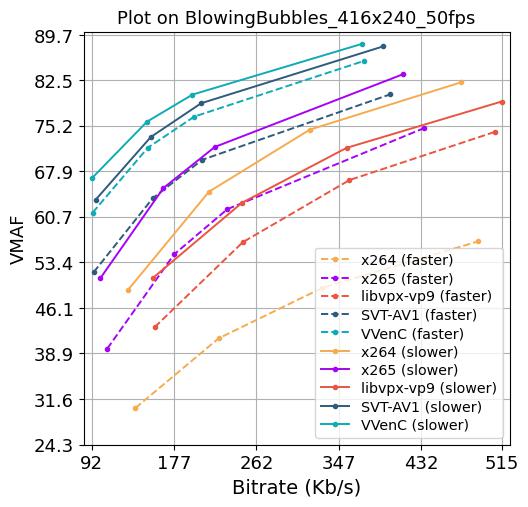 Plot on BlowingBubbles_416x240_50fps
89.7
82.5
75.2
67.9
60.7
53.4
46.1
38.9
31.6
24.3
VMAF
x264 (faster)
x265 (faster)
libvpx-vp9 (faster)
SVT-AV1 (faster)
VVenC (faster)
x264 (slower)
x265 (slower)
libvpx-vp9 (slower)
SVT-AV1 (slower)
VVenC (slower)
92 177 262 347 432 515
Bitrate (Kb/s)